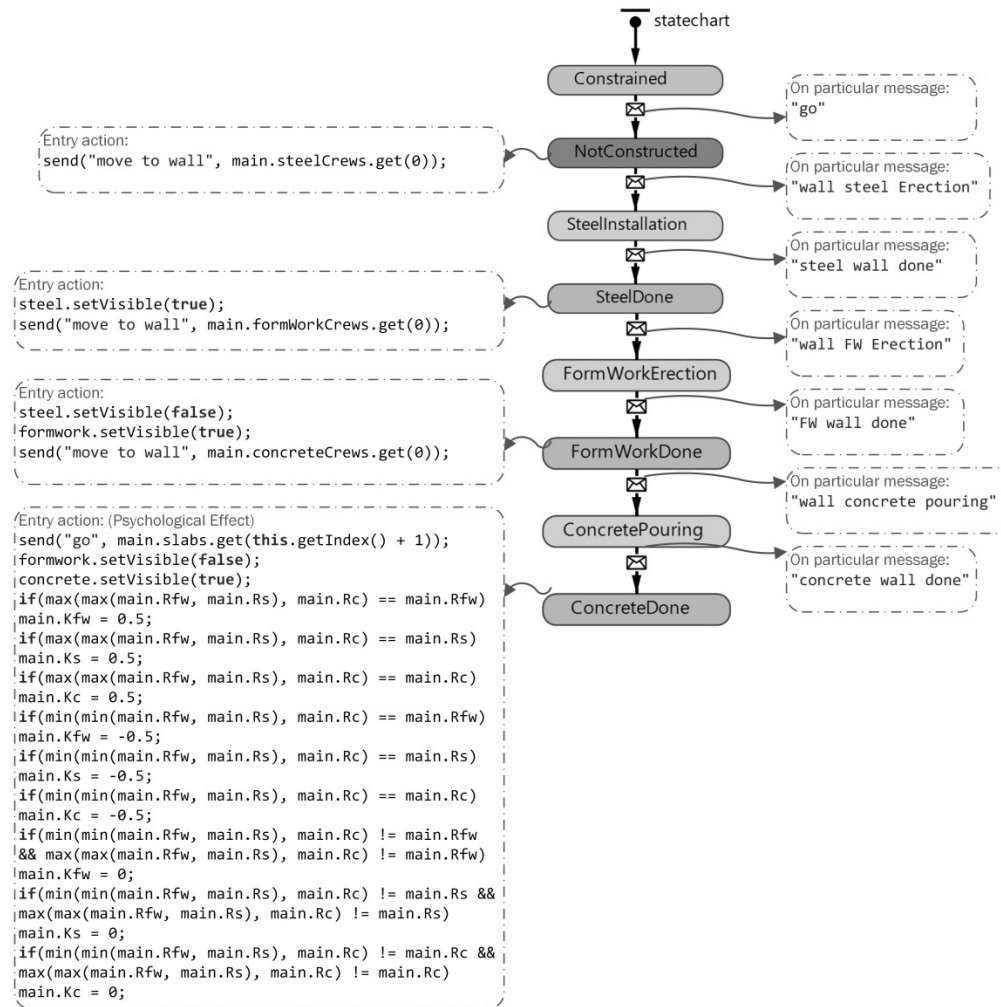 statechart
Constrained
On particular message:
"go"
Entry action:
send("move to wall", main.steelCrews.get(0));
NotConstructed
On particular message:
"wall steel Erection"
SteelInstallation
On particular message:
"steel wall done"
Entry action:
steel.setVisible(true);
send("move to wall", main.formWorkCrews.get(0));
SteelDone
On particular message:
"wall FW Erection"
FormWorkErection
On particular message:
"FW wall done"
Entry action:
steel.setVisible(false);
formwork.setVisible(true);
send("move to wall", main.concreteCrews.get(0));
FormWorkDone
On particular message:
"wall concrete pouring"
ConcretePouring
On particular message:
"concrete wall done"
ConcreteDone
Entry action: (Psychological Effect)
send("go", main.slabs.get(this.getIndex() + 1));
formwork.setVisible(false);
concrete.setVisible(true);
if(max(max(main.Rfw, main.Rs), main.Rc) == main.Rfw)
main.Kfw = 0.5;
if(max(max(main.Rfw, main.Rs), main.Rc) == main.Rs)
main.Ks = 0.5;
if(max(max(main.Rfw, main.Rs), main.Rc) == main.Rc)
main.Kc = 0.5;
if(min(min(main.Rfw, main.Rs), main.Rc) == main.Rfw)
main.Kfw = -0.5;
if(min(min(main.Rfw, main.Rs), main.Rc) == main.Rs)
main.Ks = -0.5;
if(min(min(main.Rfw, main.Rs), main.Rc) == main.Rc)
main.Kc = -0.5;
if(min(min(main.Rfw, main.Rs), main.Rc) != main.Rfw
&& max(max(main.Rfw, main.Rs), main.Rc) != main.Rfw)
main.Kfw = 0;
if(min(min(main.Rfw, main.Rs), main.Rc) != main.Rs &&
max(max(main.Rfw, main.Rs), main.Rc) != main.Rs)
main.Ks = 0;
if(min(min(main.Rfw, main.Rs), main.Rc) != main.Rc &&
max(max(main.Rfw, main.Rs), main.Rc) != main.Rc)
main.Kc = 0;